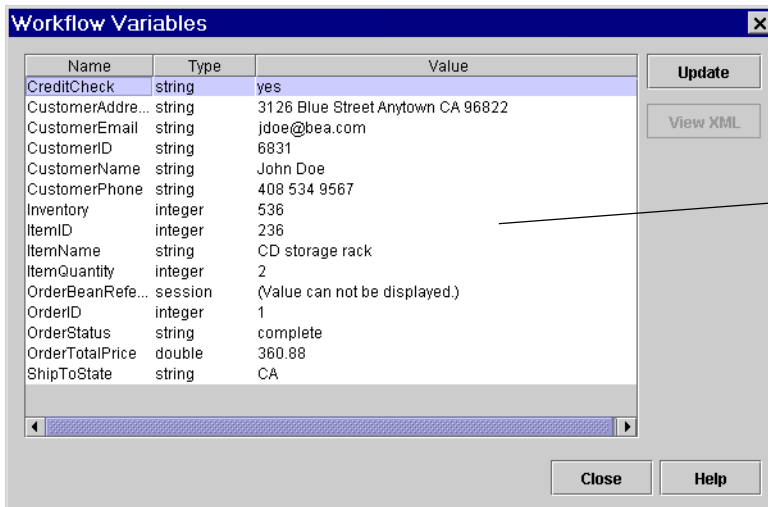 Workflow Variables
Name Type Value
CreditCheck string yes
CustomerAddre... string 3126 Blue Street Anytown CA 96822
CustomerEmail string jdoe@bea.com
CustomerID string 6831
CustomerName string John Doe
CustomerPhone string 408 534 9567
Inventory integer 536
ItemID integer 236
ItemName string CD storage rack
ItemQuantity integer 2
OrderBeanRefe... session (Value can not be displayed.)
OrderID integer 1
OrderStatus string complete
OrderTotalPrice double 360.88
ShipToState string CA
Update
View XML
Close Help